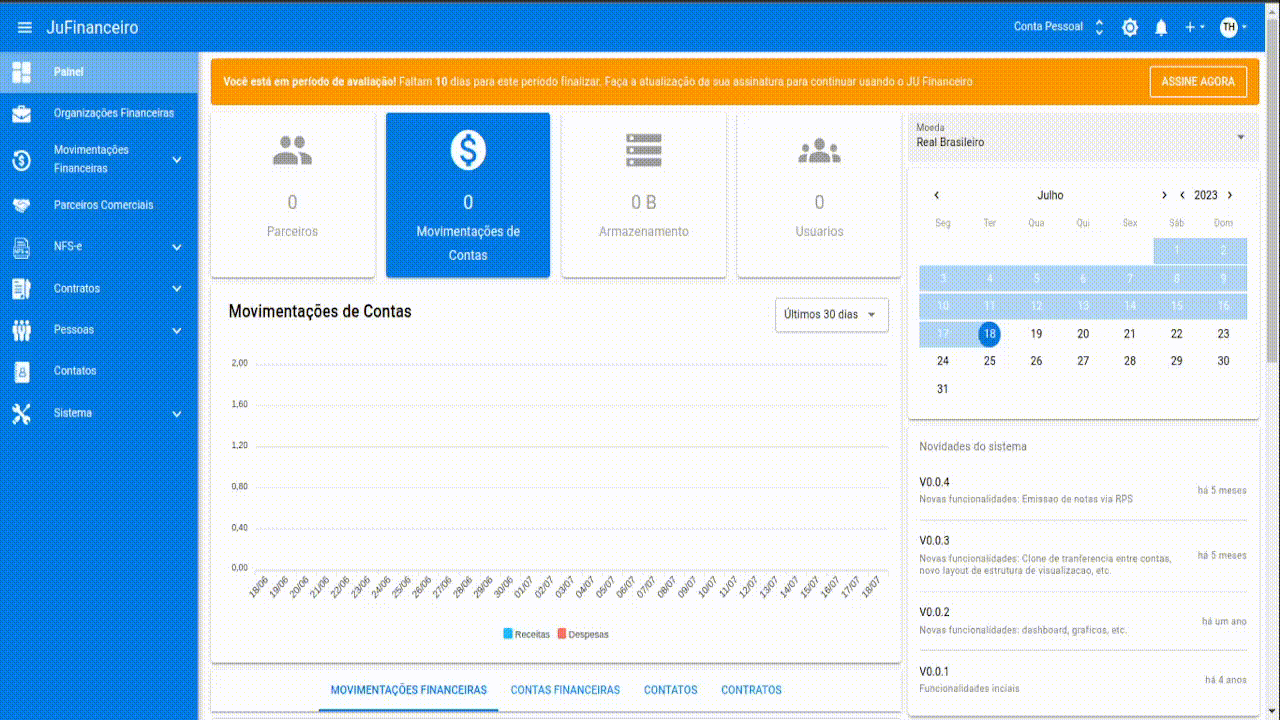 JuFinanceiro
Conta Pessoal
TH
Painel
Organizações Financeiras
Movimentações
Financeiras
Parceiros Comerciais
NFS-e
Contratos
Pessoas
Contatos
Sistema
Você está em período de avaliação! Faltam 10 dias para este período finalizar. Faça a atualização da sua assinatura para continuar usando o JU Financeiro
ASSINE AGORA
0
Parceiros
0
Movimentações de
Contas
0 B
Armazenamento
0
Usuarios
Movimentações de Contas
Últimos 30 dias
2,00
1,60
1,20
0,80
0,40
0,00
18/06 19/06 20/06 21/06 22/06 23/06 24/06 25/06 26/06 27/06 28/06 29/06 30/06 01/07 02/07 03/07 04/07 05/07 06/07 07/07 08/07 09/07 10/07 11/07 12/07 13/07 14/07 15/07 16/07 17/07 18/07
Receitas Despesas
MOVIMENTAÇÕES FINANCEIRAS CONTAS FINANCEIRAS CONTATOS CONTRATOS
Moeda
Real Brasileiro
Julho 2023
Seg Ter Qua Qui Sex Sáb Dom
1 2
3 4 5 6 7 8 9
10 11 12 13 14 15 16
17 18 19 20 21 22 23
24 25 26 27 28 29 30
31
Novidades do sistema
V0.0.4
Novas funcionalidades: Emissao de notas via RPS
há 5 meses
V0.0.3
Novas funcionalidades: Clone de tranferencia entre contas,
novo layout de estrutura de visualizacao, etc.
há 5 meses
V0.0.2
Novas funcionalidades: dashboard, graficos, etc.
há um ano
V0.0.1
Funcionalidades inciais
há 4 anos